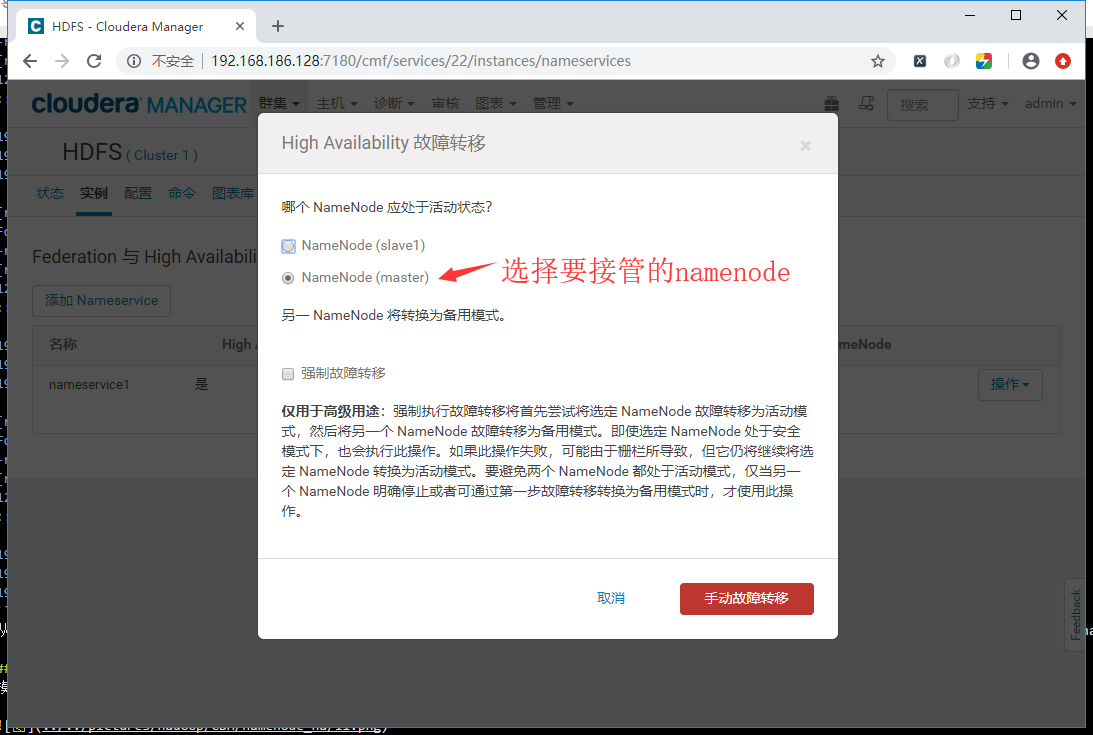 HDFS - Cloudera Manager
不安全 192.168.186.128:7180/cmf/services/22/instances/nameservices
cloudera MANAGER 群集 主机 诊断 审核 图表 管理 搜索 支持 admin
High Availability 故障转移
HDFS ( Cluster 1 )
状态 实例 配置 命令 图表库
哪个 NameNode 应处于活动状态？
NameNode (slave1)
Federation 与 High Availabili
NameNode (master)
选择要接管的namenode
添加 Nameservice
另一 NameNode 将转换为备用模式。
名称 High meNode
强制故障转移
nameservice1 是 操作
仅用于高级用途：强制执行故障转移将首先尝试将选定 NameNode 故障转移为活动模
式，然后将另一个 NameNode 故障转移为备用模式。即使选定 NameNode 处于安全
模式下，也会执行此操作。如果此操作失败，可能由于栅栏所导致，但它仍将继续将选
定 NameNode 转换为活动模式。要避免两个 NameNode 都处于活动模式，仅当另一
个 NameNode 明确停止或者可通过第一步故障转移转换为备用模式时，才使用此操
作。
取消 手动故障转移
Feedback